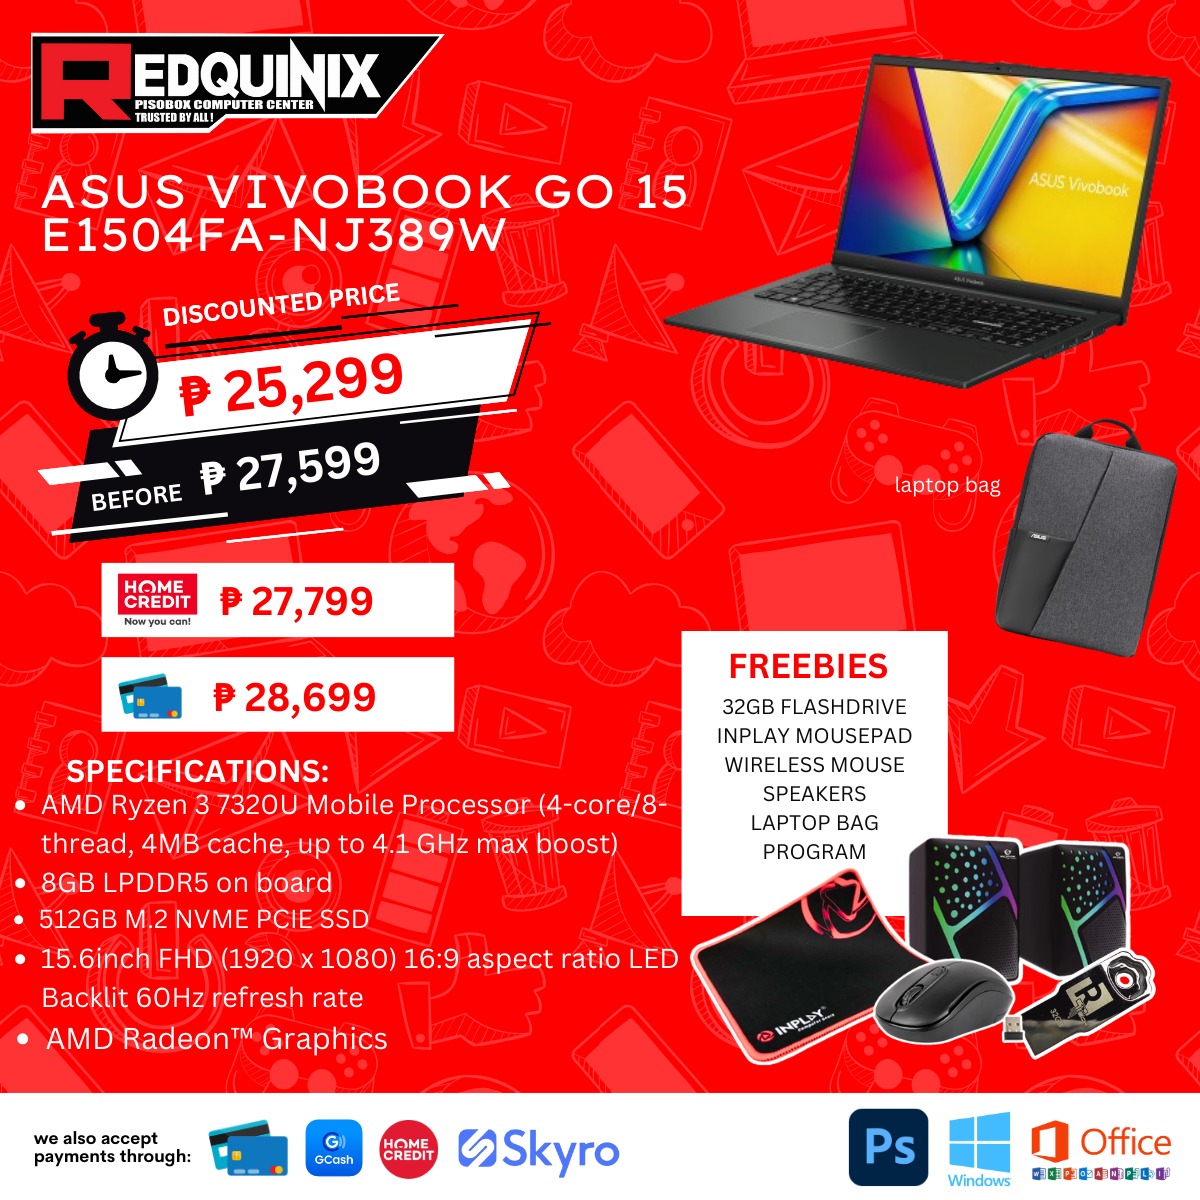 REDQUINIX
PISOBOX COMPUTER CENTER
TRUSTED BY ALL !
ASUS VIVOBOOK GO 15
E1504FA-NJ389W
ASUS Vivobook
DISCOUNTED PRICE
₱ 25,299
BEFORE ₱ 27,599
laptop bag
ASUS
HOME
CREDIT
Now you can!
₱ 27,799
₱ 28,699
FREEBIES
32GB FLASHDRIVE
INPLAY MOUSEPAD
WIRELESS MOUSE
SPEAKERS
LAPTOP BAG
PROGRAM
SPECIFICATIONS:
• AMD Ryzen 3 7320U Mobile Processor (4-core/8-
thread, 4MB cache, up to 4.1 GHz max boost)
• 8GB LPDDR5 on board
• 512GB M.2 NVME PCIE SSD
• 15.6inch FHD (1920 x 1080) 16:9 aspect ratio LED
Backlit 60Hz refresh rate
• AMD Radeon™ Graphics
INPLAY
32GB
we also accept
payments through:
GCash
HOME
CREDIT
Skyro
Ps
Windows
Office